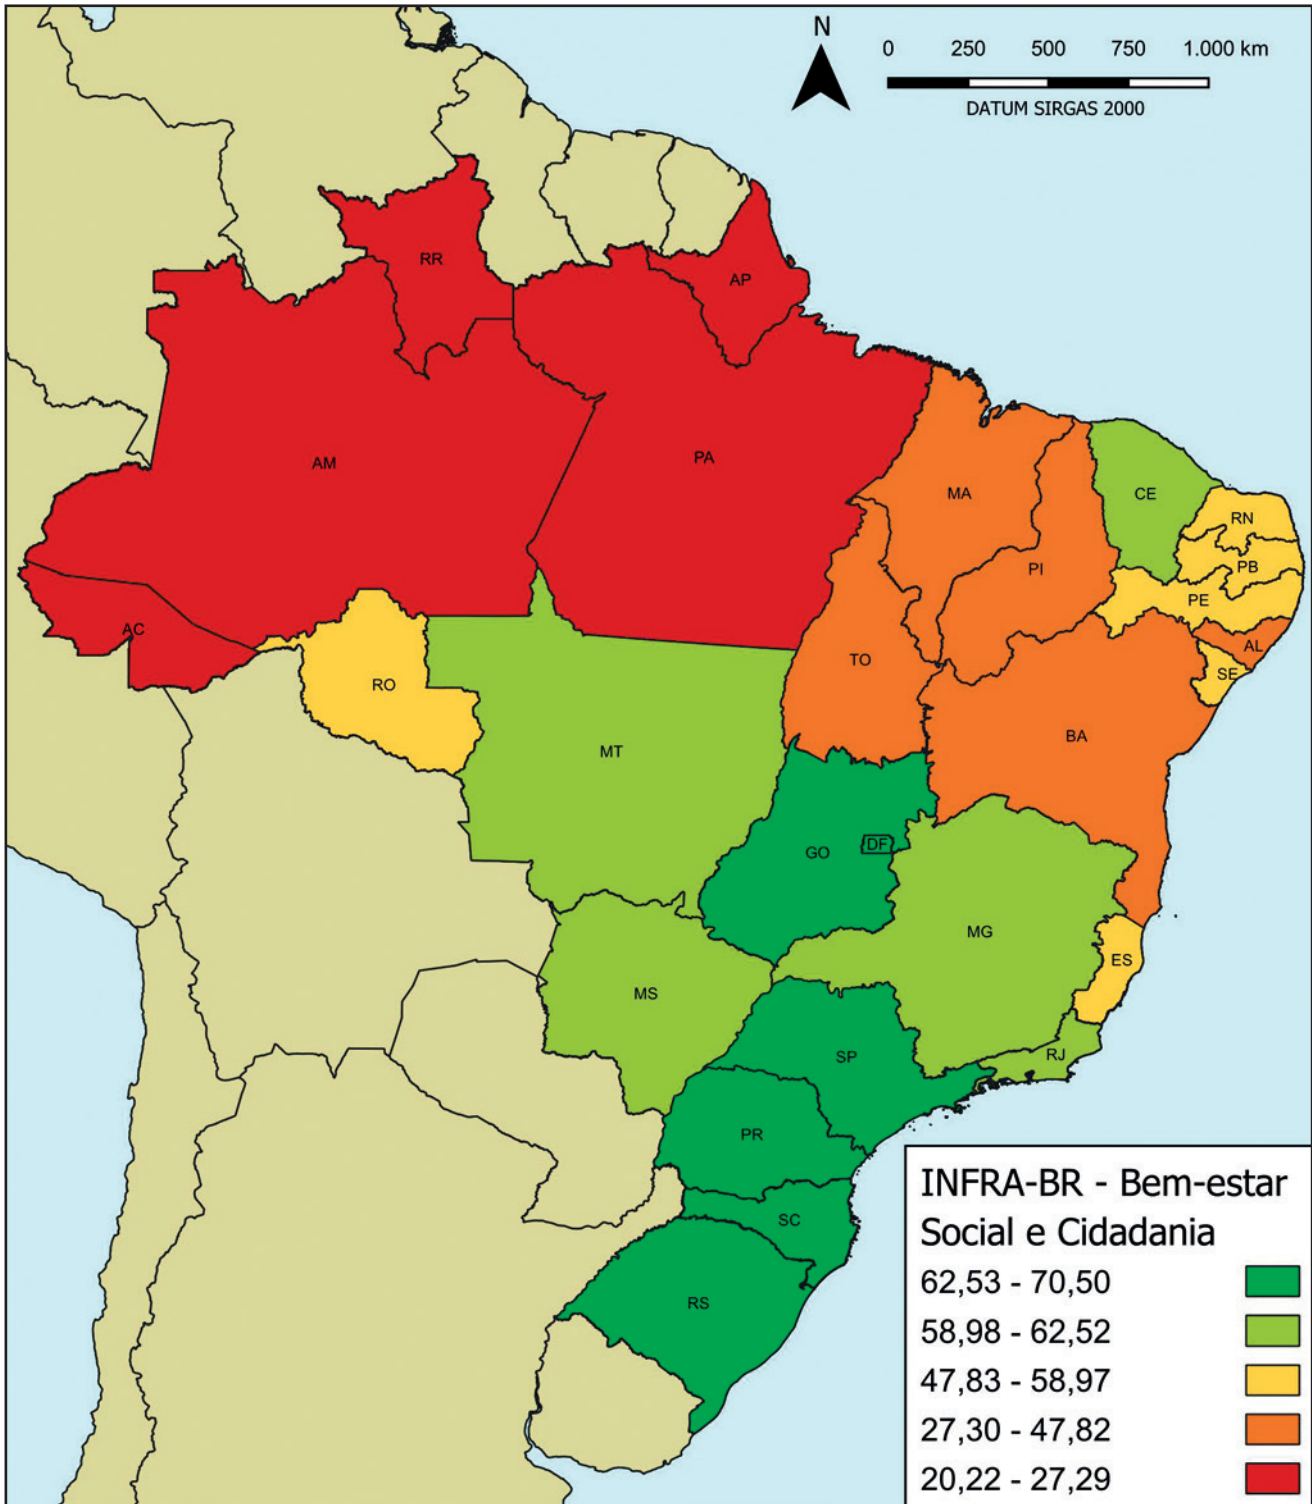 N
0 250 500 750 1.000 km
DATUM SIRGAS 2000
RR
AP
AM
PA
MA
CE
RN
PB
PI
PE
AC
AL
TO
SE
RO
BA
MT
GO
DF
MG
ES
MS
RJ
SP
PR
SC
RS
INFRA-BR - Bem-estar
Social e Cidadania
62,53 - 70,50
58,98 - 62,52
47,83 - 58,97
27,30 - 47,82
20,22 - 27,29